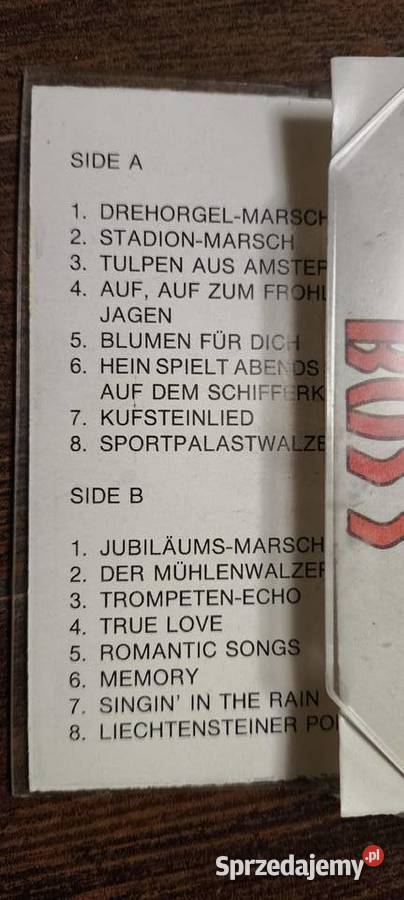 SIDE A
1. DREHORGEL-MARSCH
2. STADION-MARSCH
3. TULPEN AUS AMSTER
4. AUF, AUF ZUM FROHL
JAGEN
5. BLUMEN FÜR DICH
6. HEIN SPIELT ABENDS
AUF DEM SCHIFFERK
7. KUFSTEINLIED
8. SPORTPALASTWALZE
SIDE B
1. JUBILÄUMS-MARSCH
2. DER MÜHLENWALZER
3. TROMPETEN-ECHO
4. TRUE LOVE
5. ROMANTIC SONGS
6. MEMORY
7. SINGIN' IN THE RAIN
8. LIECHTENSTEINER PO
Sprzedajemy.pl